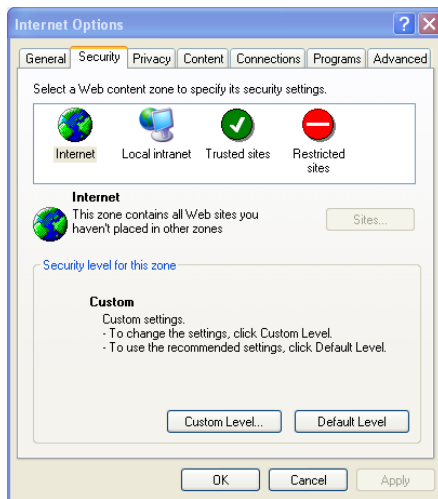 Internet Options
General Security Privacy Content Connections Programs Advanced
Select a Web content zone to specify its security settings.
Internet Local intranet Trusted sites Restricted sites
Internet
This zone contains all Web sites you
haven't placed in other zones
Sites...
Security level for this zone
Custom
Custom settings.
- To change the settings, click Custom Level.
- To use the recommended settings, click Default Level.
Custom Level... Default Level
OK Cancel Apply